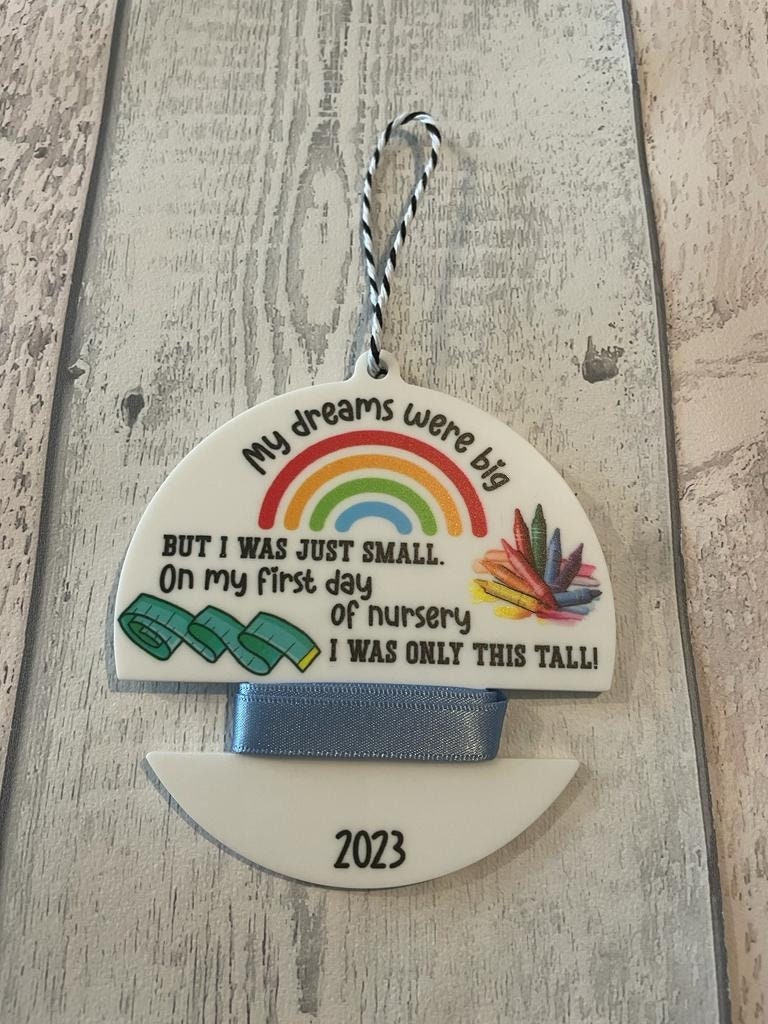 My dreams were big
BUT I WAS JUST SMALL.
On my first day
of nursery
I WAS ONLY THIS TALL!
2023